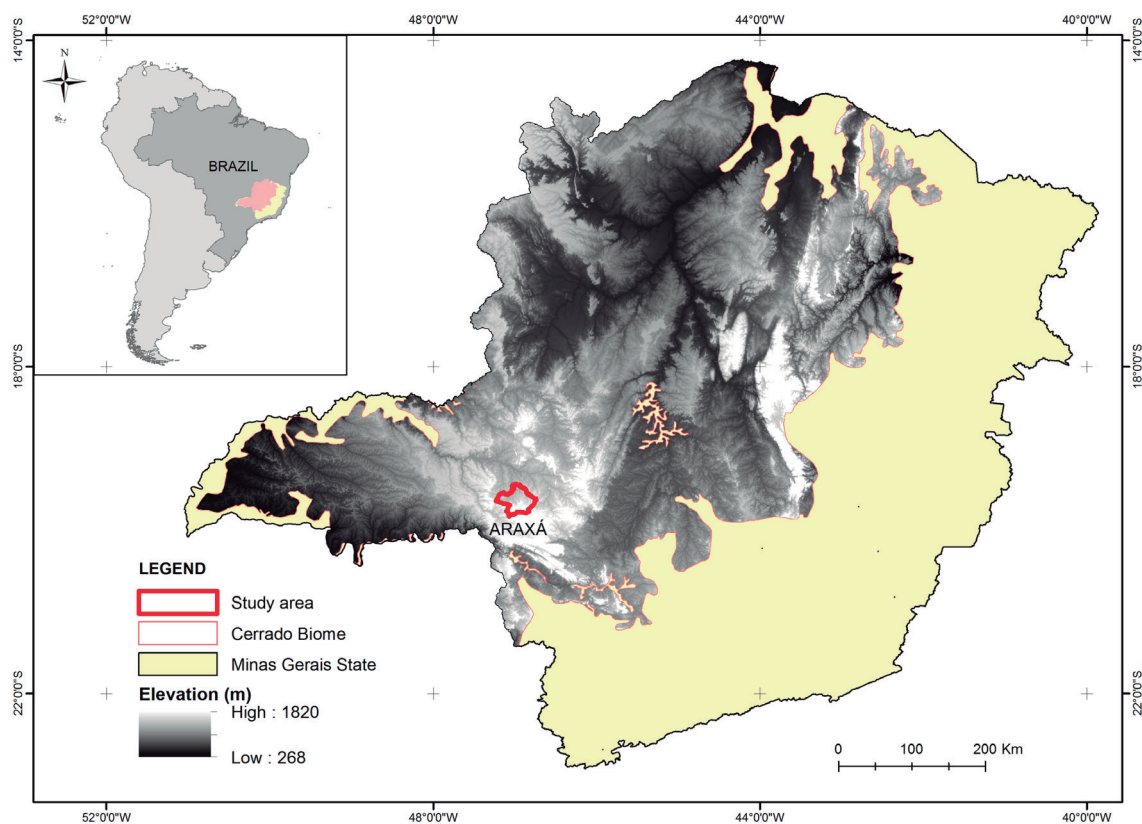 52°0'0"W
48°0'0"W
44°0'0"W
40°0'0"W
14°0'0"S
14°0'0"S
N
BRAZIL
18°0'0"S
18°0'0"S
ARAXÁ
LEGEND
Study area
Cerrado Biome
Minas Gerais State
Elevation (m)
High : 1820
Low : 268
22°0'0"S
22°0'0"S
0 100 200 Km
52°0'0"W
48°0'0"W
44°0'0"W
40°0'0"W